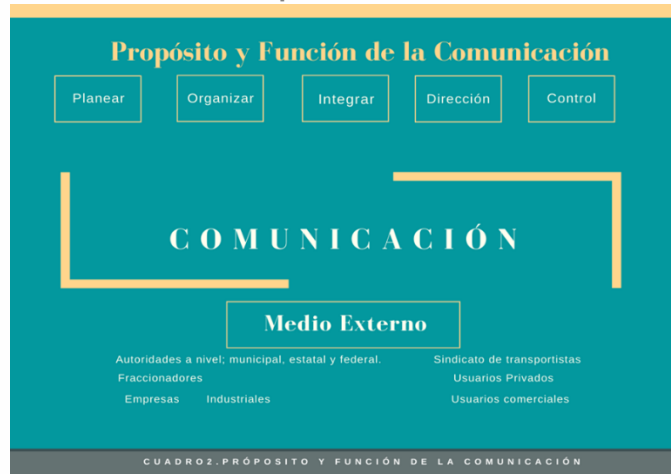 Propósito y Función de la Comunicación
Planear Organizar Integrar Dirección Control
COMUNICACIÓN
Medio Externo
Autoridades a nivel; municipal, estatal y federal. Sindicato de transportistas
Fraccionadores Usuarios Privados
Empresas Industriales Usuarios comerciales
CUADRO2.PRÓPOSITO Y FUNCIÓN DE LA COMUNICACIÓN